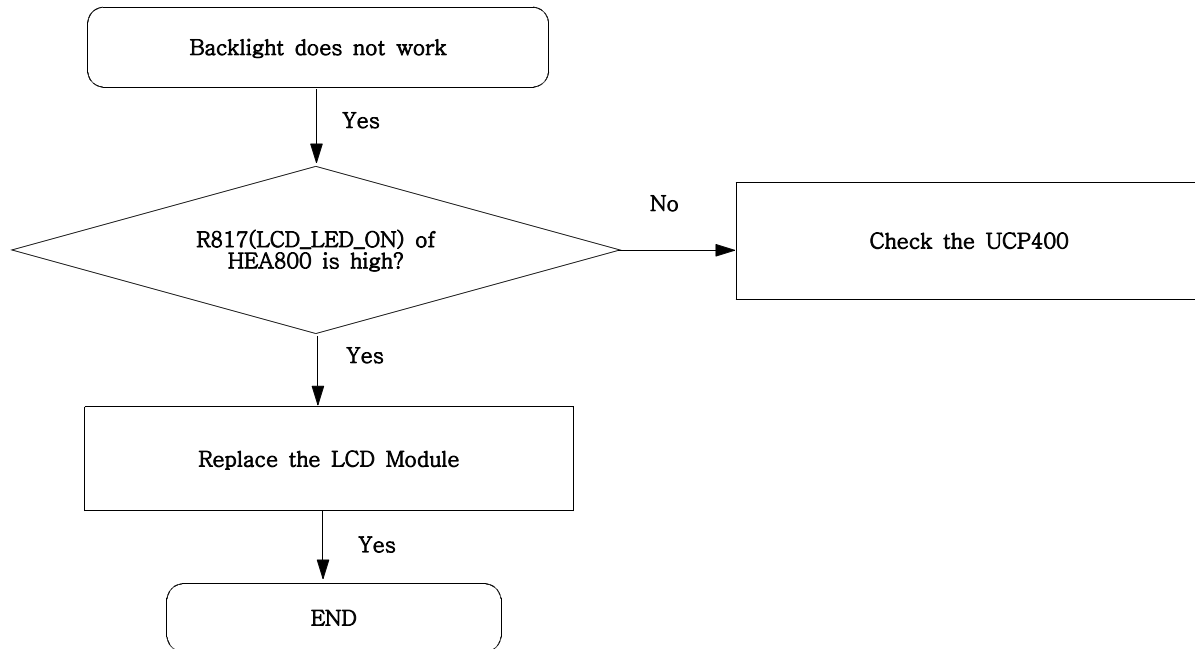 Backlight does not work
Yes
R817(LCD_LED_ON) of
HEA800 is high?
No
Check the UCP400
Yes
Replace the LCD Module
Yes
END